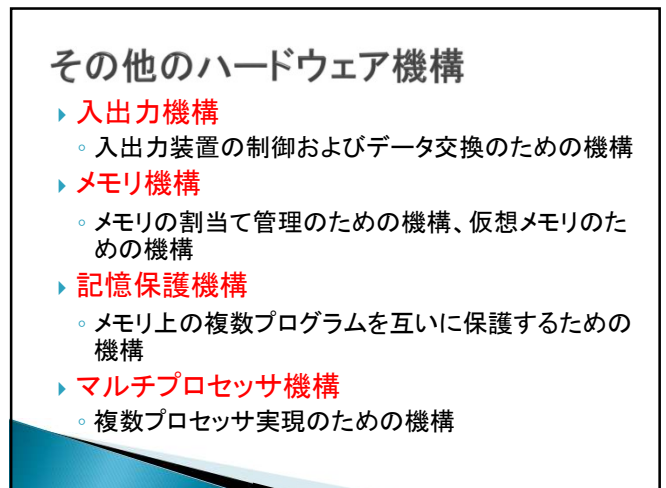 その他のハードウェア機構
入出力機構
入出力装置の制御およびデータ交換のための機構
メモリ機構
メモリの割当て管理のための機構、仮想メモリのた
めの機構
記憶保護機構
メモリ上の複数プログラムを互いに保護するための
機構
マルチプロセッサ機構
複数プロセッサ実現のための機構